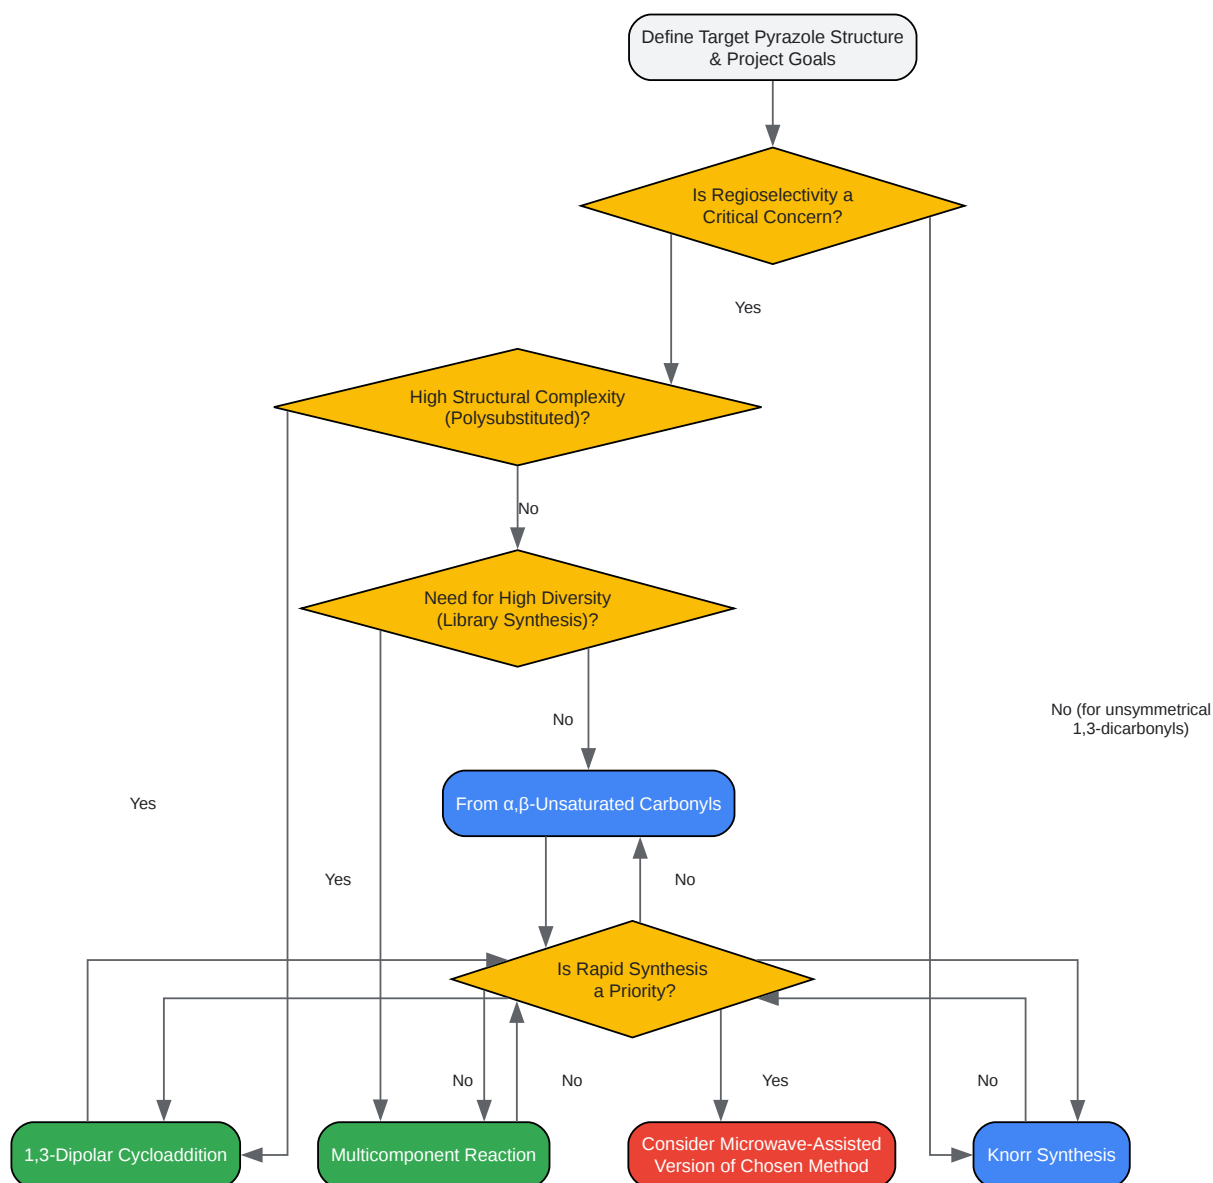 Define Target Pyrazole Structure
& Project Goals
Is Regioselectivity a
Critical Concern?
Yes
High Structural Complexity
(Polysubstituted)?
No
Need for High Diversity
(Library Synthesis)?
No
No (for unsymmetrical
1,3-dicarbonyls)
Yes
From α,β-Unsaturated Carbonyls
Yes
No
Is Rapid Synthesis
a Priority?
No
No
Yes
No
1,3-Dipolar Cycloaddition
Multicomponent Reaction
Consider Microwave-Assisted
Version of Chosen Method
Knorr Synthesis